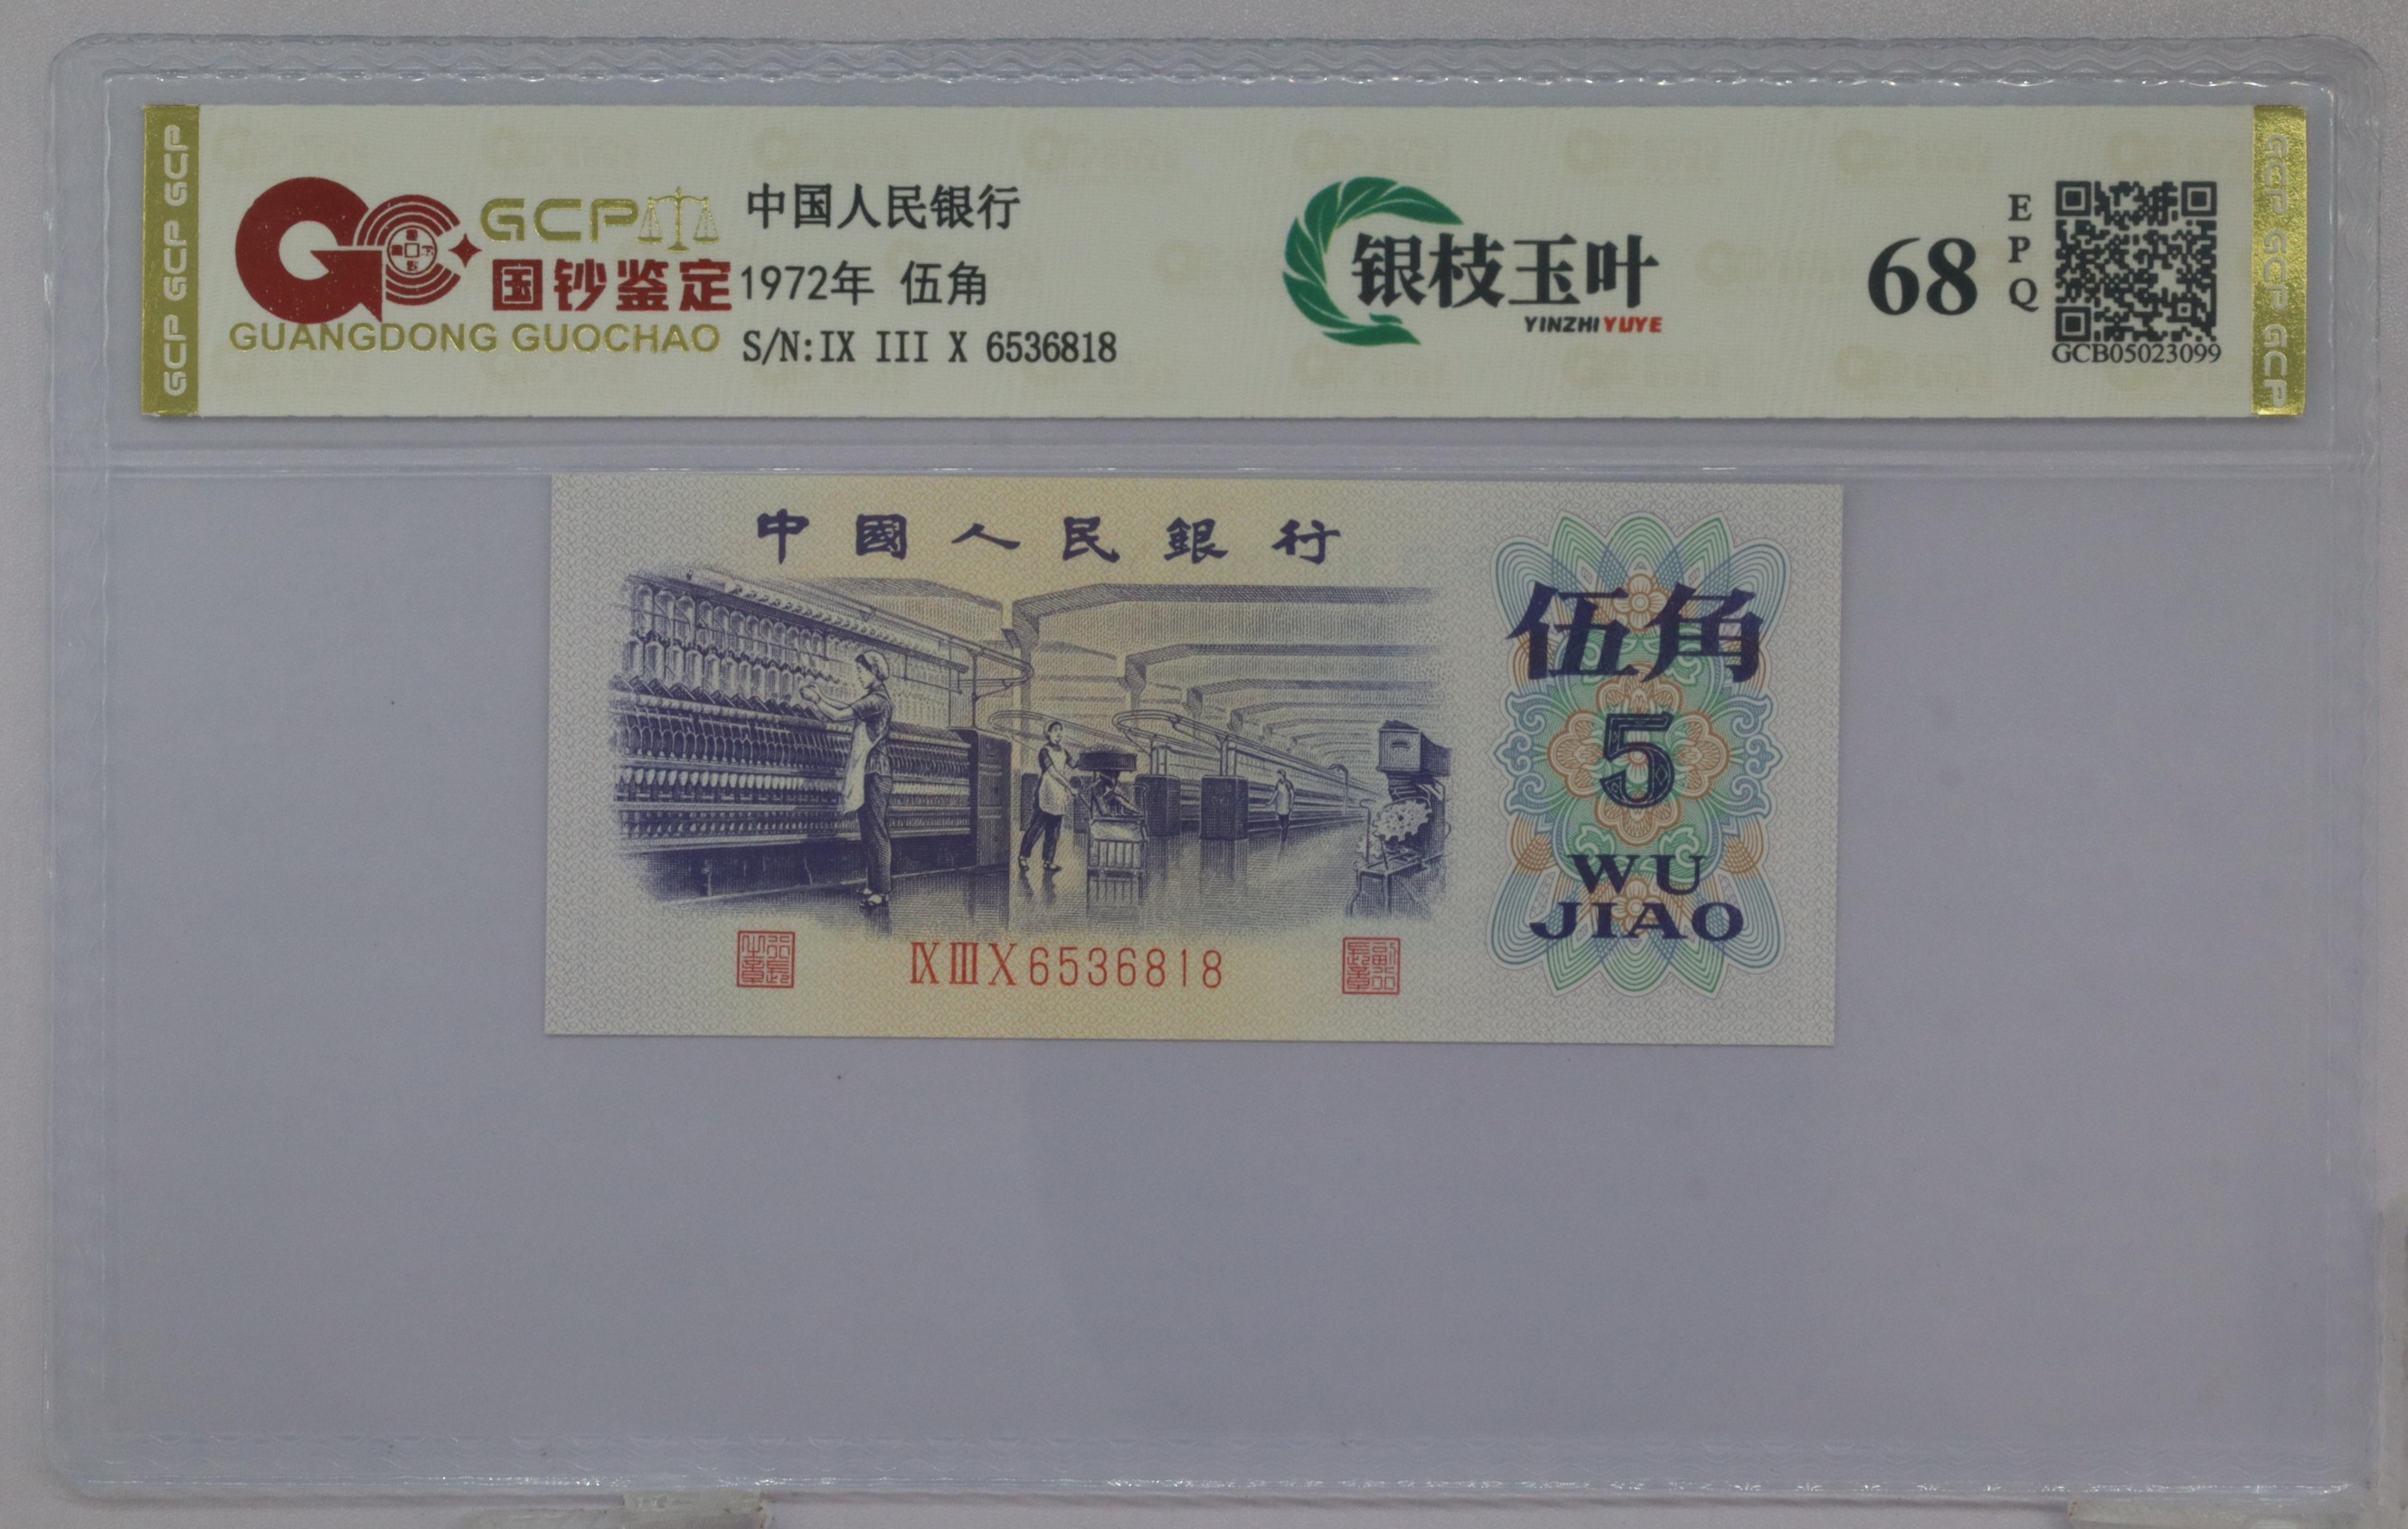 GCP GCP GCP
GCP
国钞鉴定
GUANGDONG GUOCHAO
中国人民银行
1972年 伍角
S/N:IX III X 6536818
银枝玉叶
YINZHI YUYE
68
EPQ
GCB05023099
GCP GCP GCP
中國人民銀行
伍角
5
WU
JIAO
ⅨⅢⅩ6536818